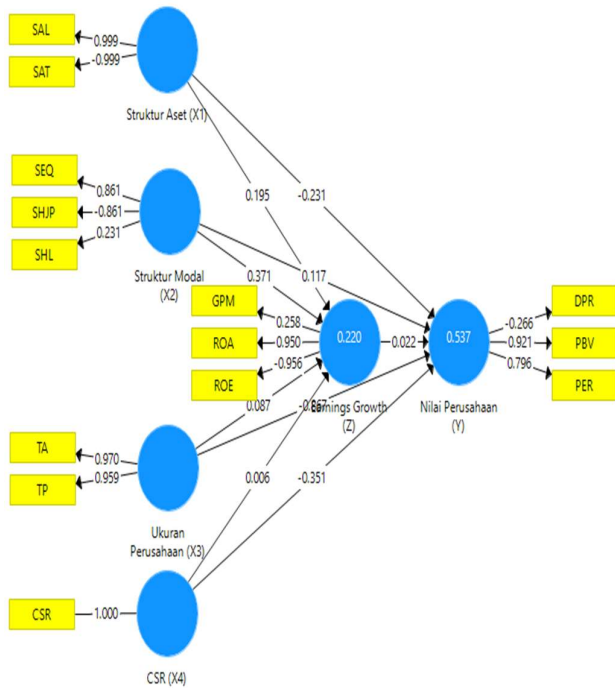 SAL
0.999
SAT
-0.999
Struktur Aset (X1)
SEQ
0.861
SHJP
-0.861
SHL
0.231
Struktur Modal
(X2)
0.195
-0.231
0.371
0.117
GPM
0.258
ROA
0.950
ROE
-0.956
0.220
0.022
0.537
Earnings Growth
(Z)
Nilai Perusahaan
(Y)
DPR
-0.266
PBV
0.921
PER
0.796
0.087
TA
0.970
TP
0.959
Ukuran
Perusahaan (X3)
0.006
-0.351
CSR
1.000
CSR (X4)